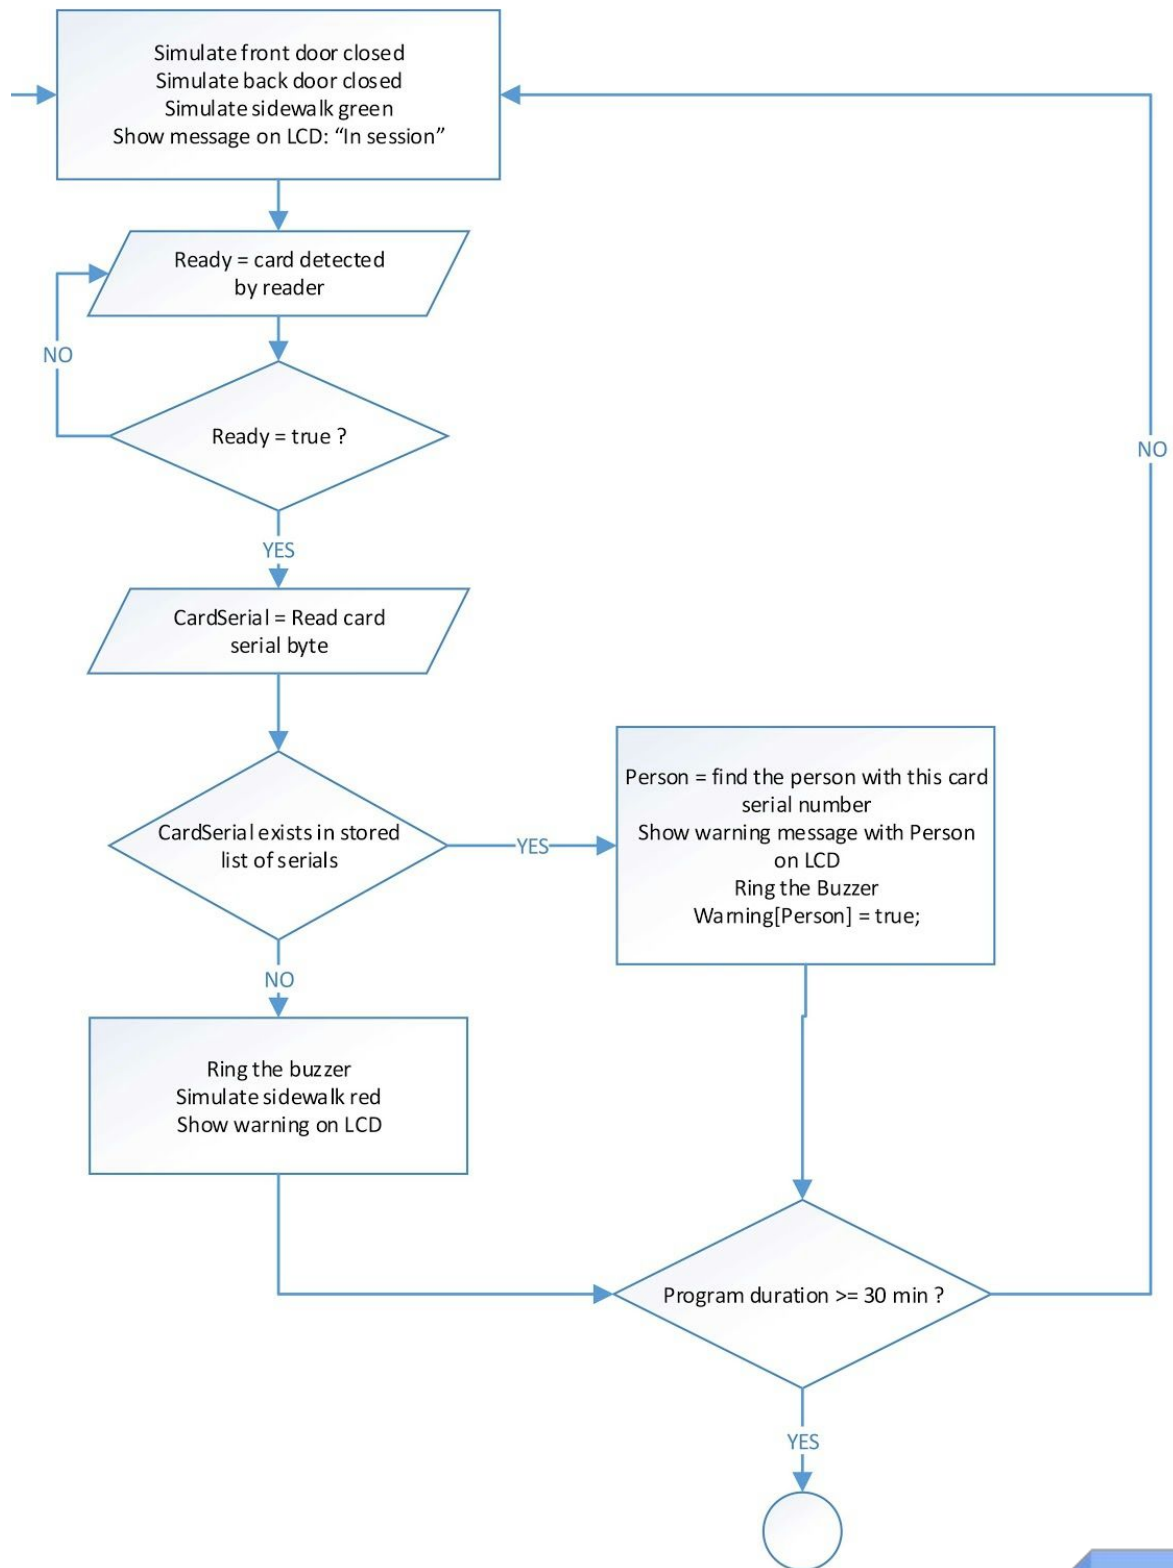 Simulate front door closed
Simulate back door closed
Simulate sidewalk green
Show message on LCD: “In session”
Ready = card detected
by reader
NO
Ready = true ?
NO
YES
CardSerial = Read card
serial byte
CardSerial exists in stored
list of serials
YES
Person = find the person with this card
serial number
Show warning message with Person
on LCD
Ring the Buzzer
Warning[Person] = true;
NO
Ring the buzzer
Simulate sidewalk red
Show warning on LCD
Program duration >= 30 min ?
YES